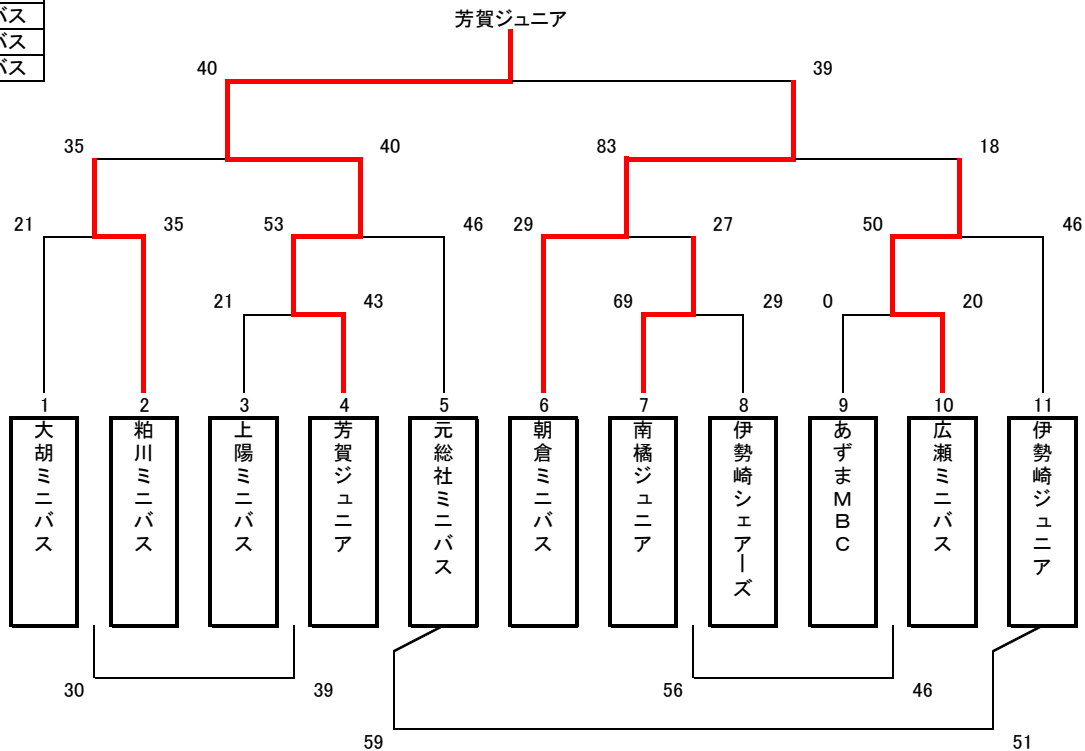 バス
バス
バス
芳賀ジュニア
40 39
35 40 83 18
21 35 53 46 29 27 50 46
21 43 69 29 0 20
1 2 3 4 5 6 7 8 9 10 11
大胡ミニバス
粕川ミニバス
上陽ミニバス
芳賀ジュニア
元総社ミニバス
朝倉ミニバス
南橘ジュニア
伊勢崎シェアーズ
あずまMBC
広瀬ミニバス
伊勢崎ジュニア
30 39 56 46
59 51